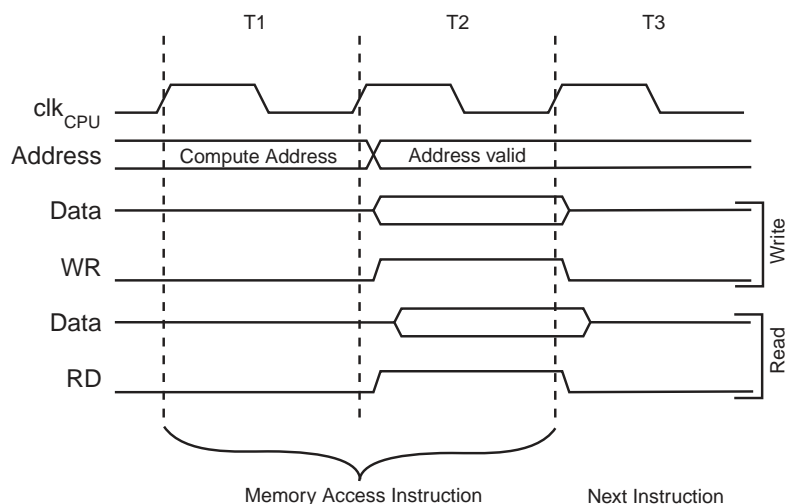 T1 T2 T3
clkCPU
Address Compute Address Address valid
Data
WR
Write
Data
RD
Read
Memory Access Instruction Next Instruction